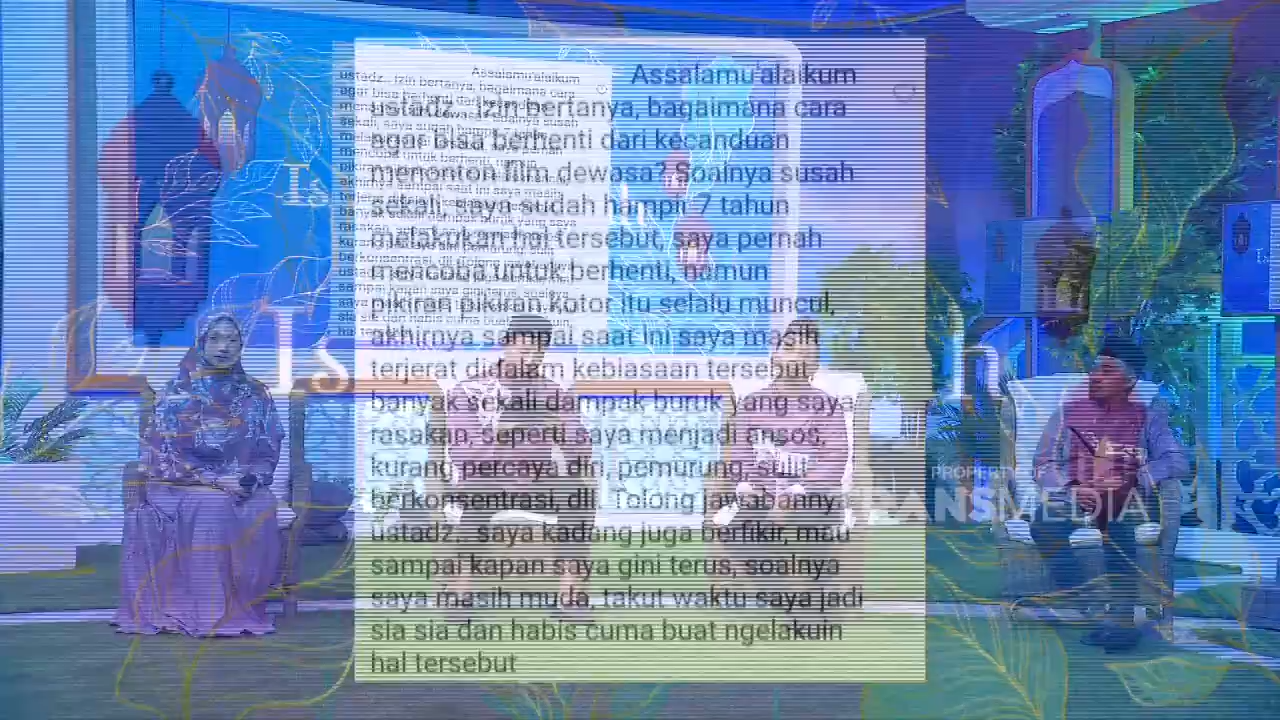 Assalamu'alaikum
ustadz.. izin bertanya, bagaimana cara
agar bisa berhenti dari kecanduan
menonton film dewasa? Soalnya susah
sekali, saya sudah hampir 7 tahun
melakukan hal tersebut, saya pernah
mencoba untuk berhenti, namun
pikiran pikiran kotor itu selalu muncul,
akhirnya sampai saat ini saya masih
terjerat didalam kebiasaan tersebut,
banyak sekali dampak buruk yang saya
rasakan, seperti saya menjadi ansos,
kurang percaya diri, pemurung, sulit
berkonsentrasi, dll. Tolong jawabannya
ustadz.. saya kadang juga berfikir, mau
sampai kapan saya gini terus, soalnya
saya masih muda, takut waktu saya jadi
sia sia dan habis cuma buat ngelakuin
hal tersebut
PROPERTY OF
TRANSMEDIA